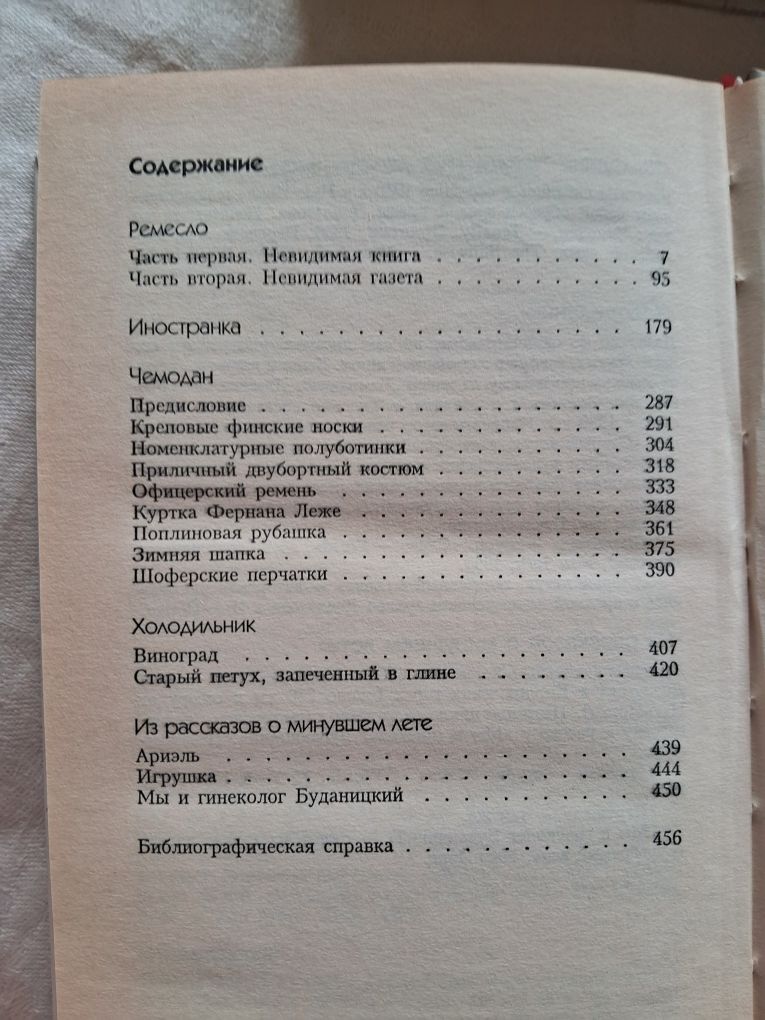 Содержание
Ремесло
Часть первая. Невидимая книга . . . . . . . . . . . 7
Часть вторая. Невидимая газета . . . . . . . . . . . 95
Иностранка . . . . . . . . . . . . . . . . . . 179
Чемодан
Предисловие . . . . . . . . . . . . . . . . . . 287
Креповые финские носки . . . . . . . . . . . . . 291
Номенклатурные полуботинки . . . . . . . . . . . 304
Приличный двубортный костюм . . . . . . . . . . 318
Офицерский ремень . . . . . . . . . . . . . . . 333
Куртка Фернана Леже . . . . . . . . . . . . . . 348
Поплиновая рубашка . . . . . . . . . . . . . . 361
Зимняя шапка . . . . . . . . . . . . . . . . . 375
Шоферские перчатки . . . . . . . . . . . . . . 390
Холодильник
Виноград . . . . . . . . . . . . . . . . . . . 407
Старый петух, запеченный в глине . . . . . . . . 420
Из рассказов о минувшем лете
Ариэль . . . . . . . . . . . . . . . . . . . . 439
Игрушка . . . . . . . . . . . . . . . . . . . 444
Мы и гинеколог Буданицкий . . . . . . . . . . . 450
Библиографическая справка . . . . . . . . . . . . 456